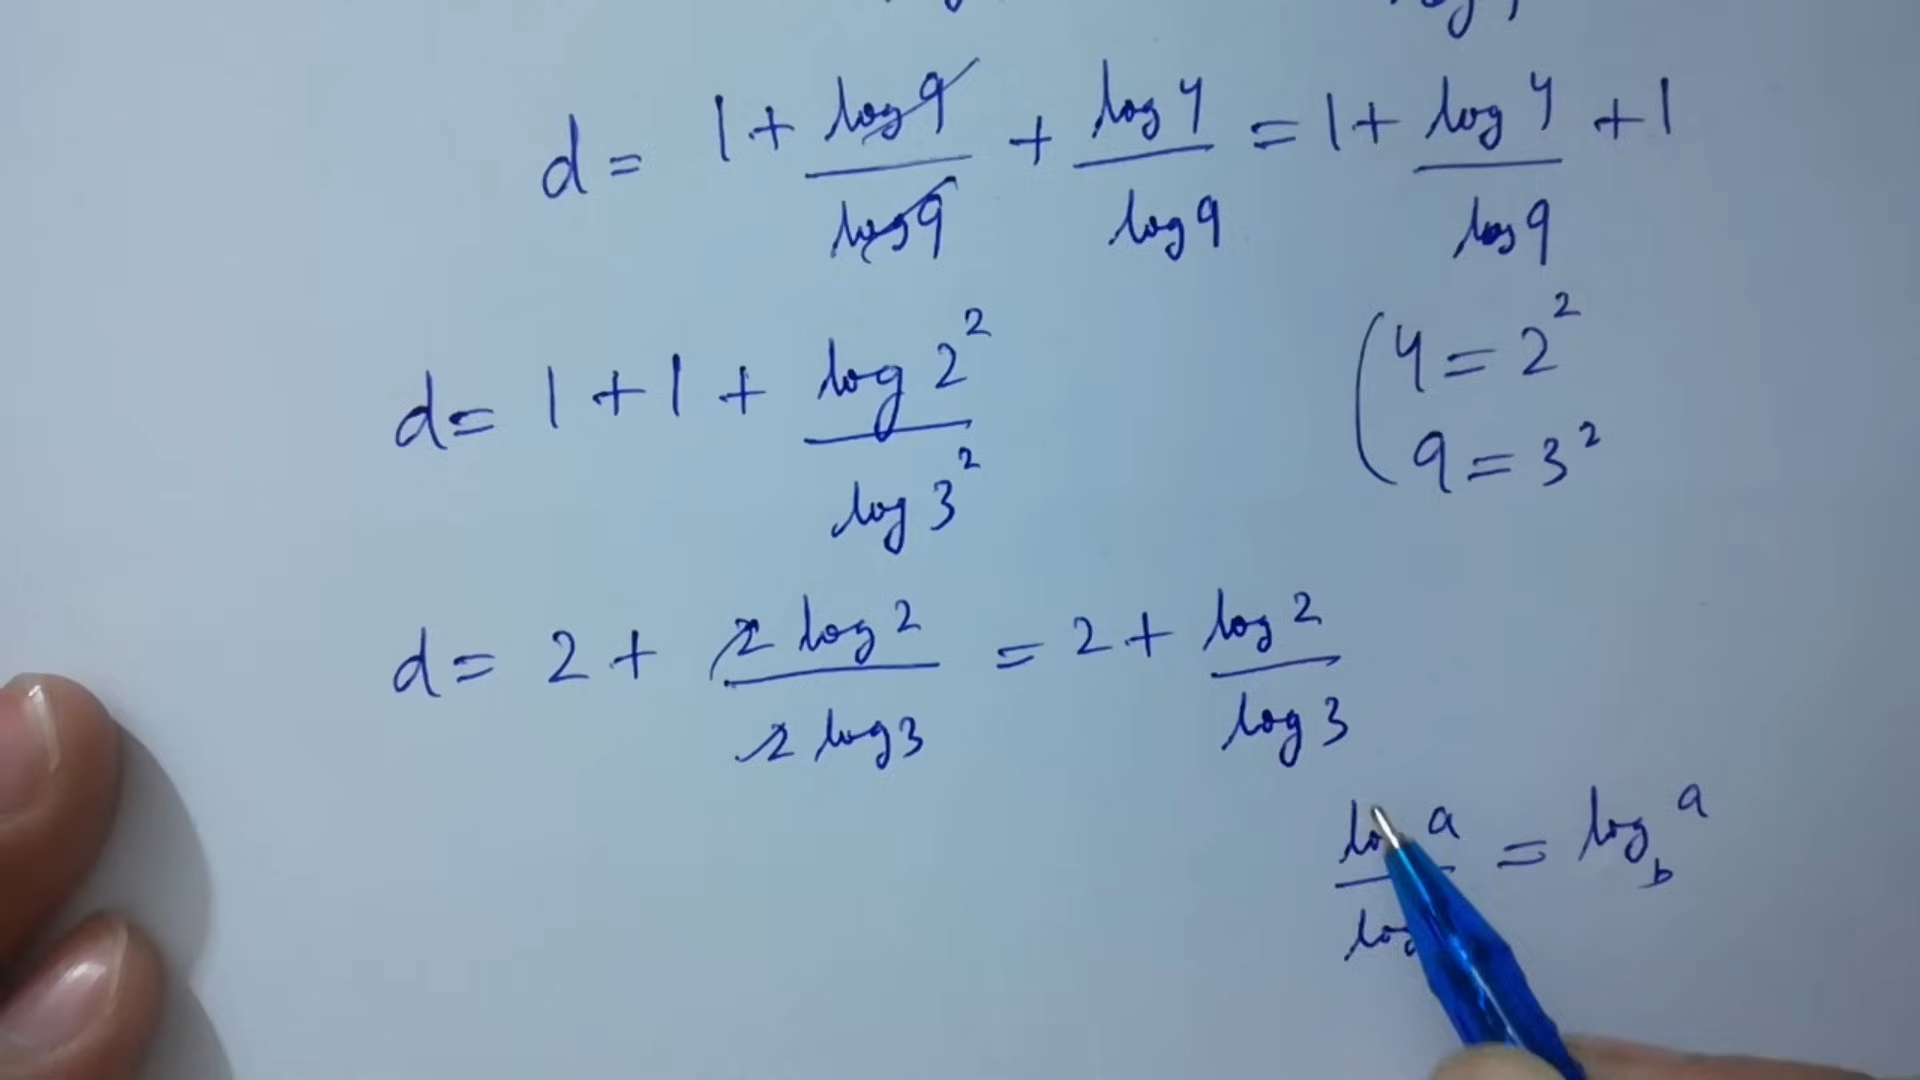 d = 1 + log 9 / log 9 + log 4 / log 9 = 1 + log 4 / log 9 + 1
d = 1 + 1 + log 2² / log 3²
(4 = 2²
9 = 3²
d = 2 + 2 log 2 / 2 log 3 = 2 + log 2 / log 3
log a / log = log_b a